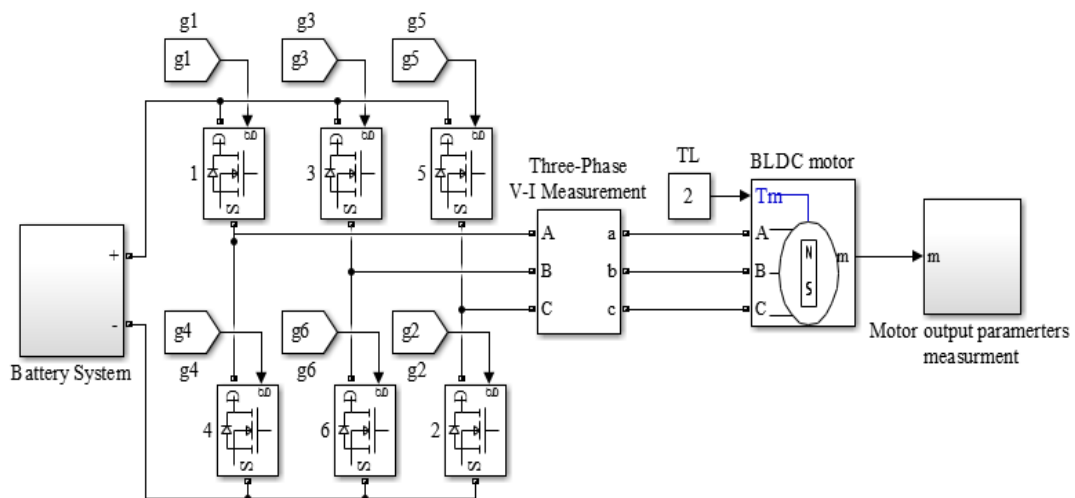 g1
g3
g5
g1
g3
g5
g
g
g
D
D
D
1
3
5
S
S
S
Three-Phase
V-I Measurement
TL
2
BLDC motor
Tm
+
-
Battery System
A
B
C
a
b
c
A
B
C
N
S
m
m
Motor output paramerters
measurment
g4
g6
g2
g4
g6
g2
g
g
g
D
D
D
4
6
2
S
S
S